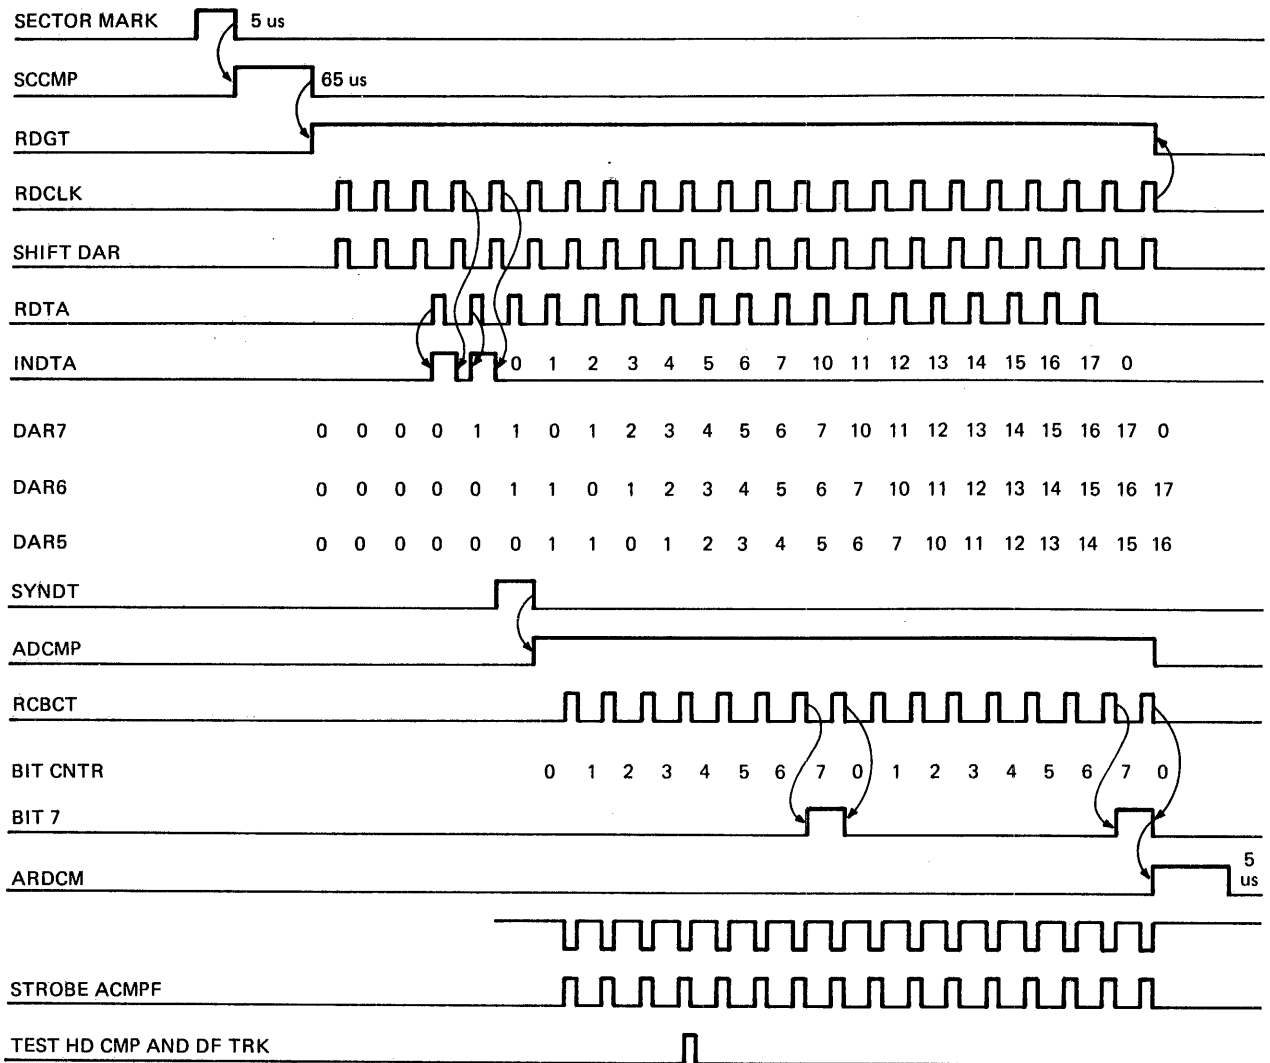 SECTOR MARK 5 us
SCCMP 65 us
RDGT
RDCLK
SHIFT DAR
RDTA
INDTA 0 1 2 3 4 5 6 7 10 11 12 13 14 15 16 17 0
DAR7 0 0 0 0 1 1 0 1 2 3 4 5 6 7 10 11 12 13 14 15 16 17 0
DAR6 0 0 0 0 0 1 1 0 1 2 3 4 5 6 7 10 11 12 13 14 15 16 17
DAR5 0 0 0 0 0 0 1 1 0 1 2 3 4 5 6 7 10 11 12 13 14 15 16
SYNDT
ADCMP
RCBCT
BIT CNTR 0 1 2 3 4 5 6 7 0 1 2 3 4 5 6 7 0
BIT 7
ARDCM 5
us
STROBE ACMPF
TEST HD CMP AND DF TRK